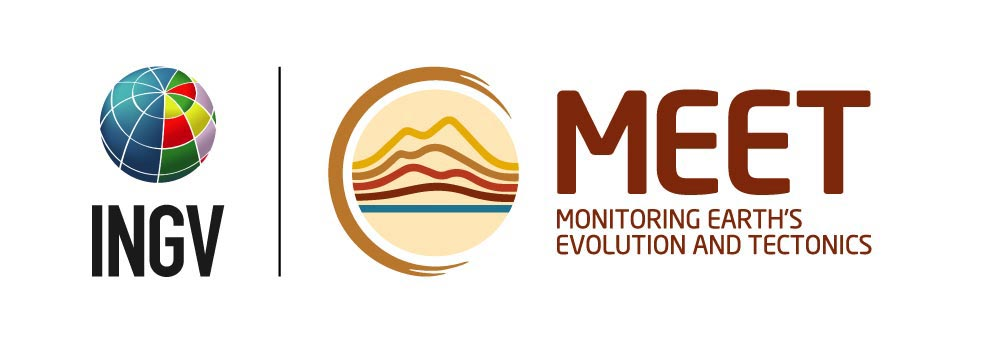 INGV
MEET
MONITORING EARTH'S
EVOLUTION AND TECTONICS